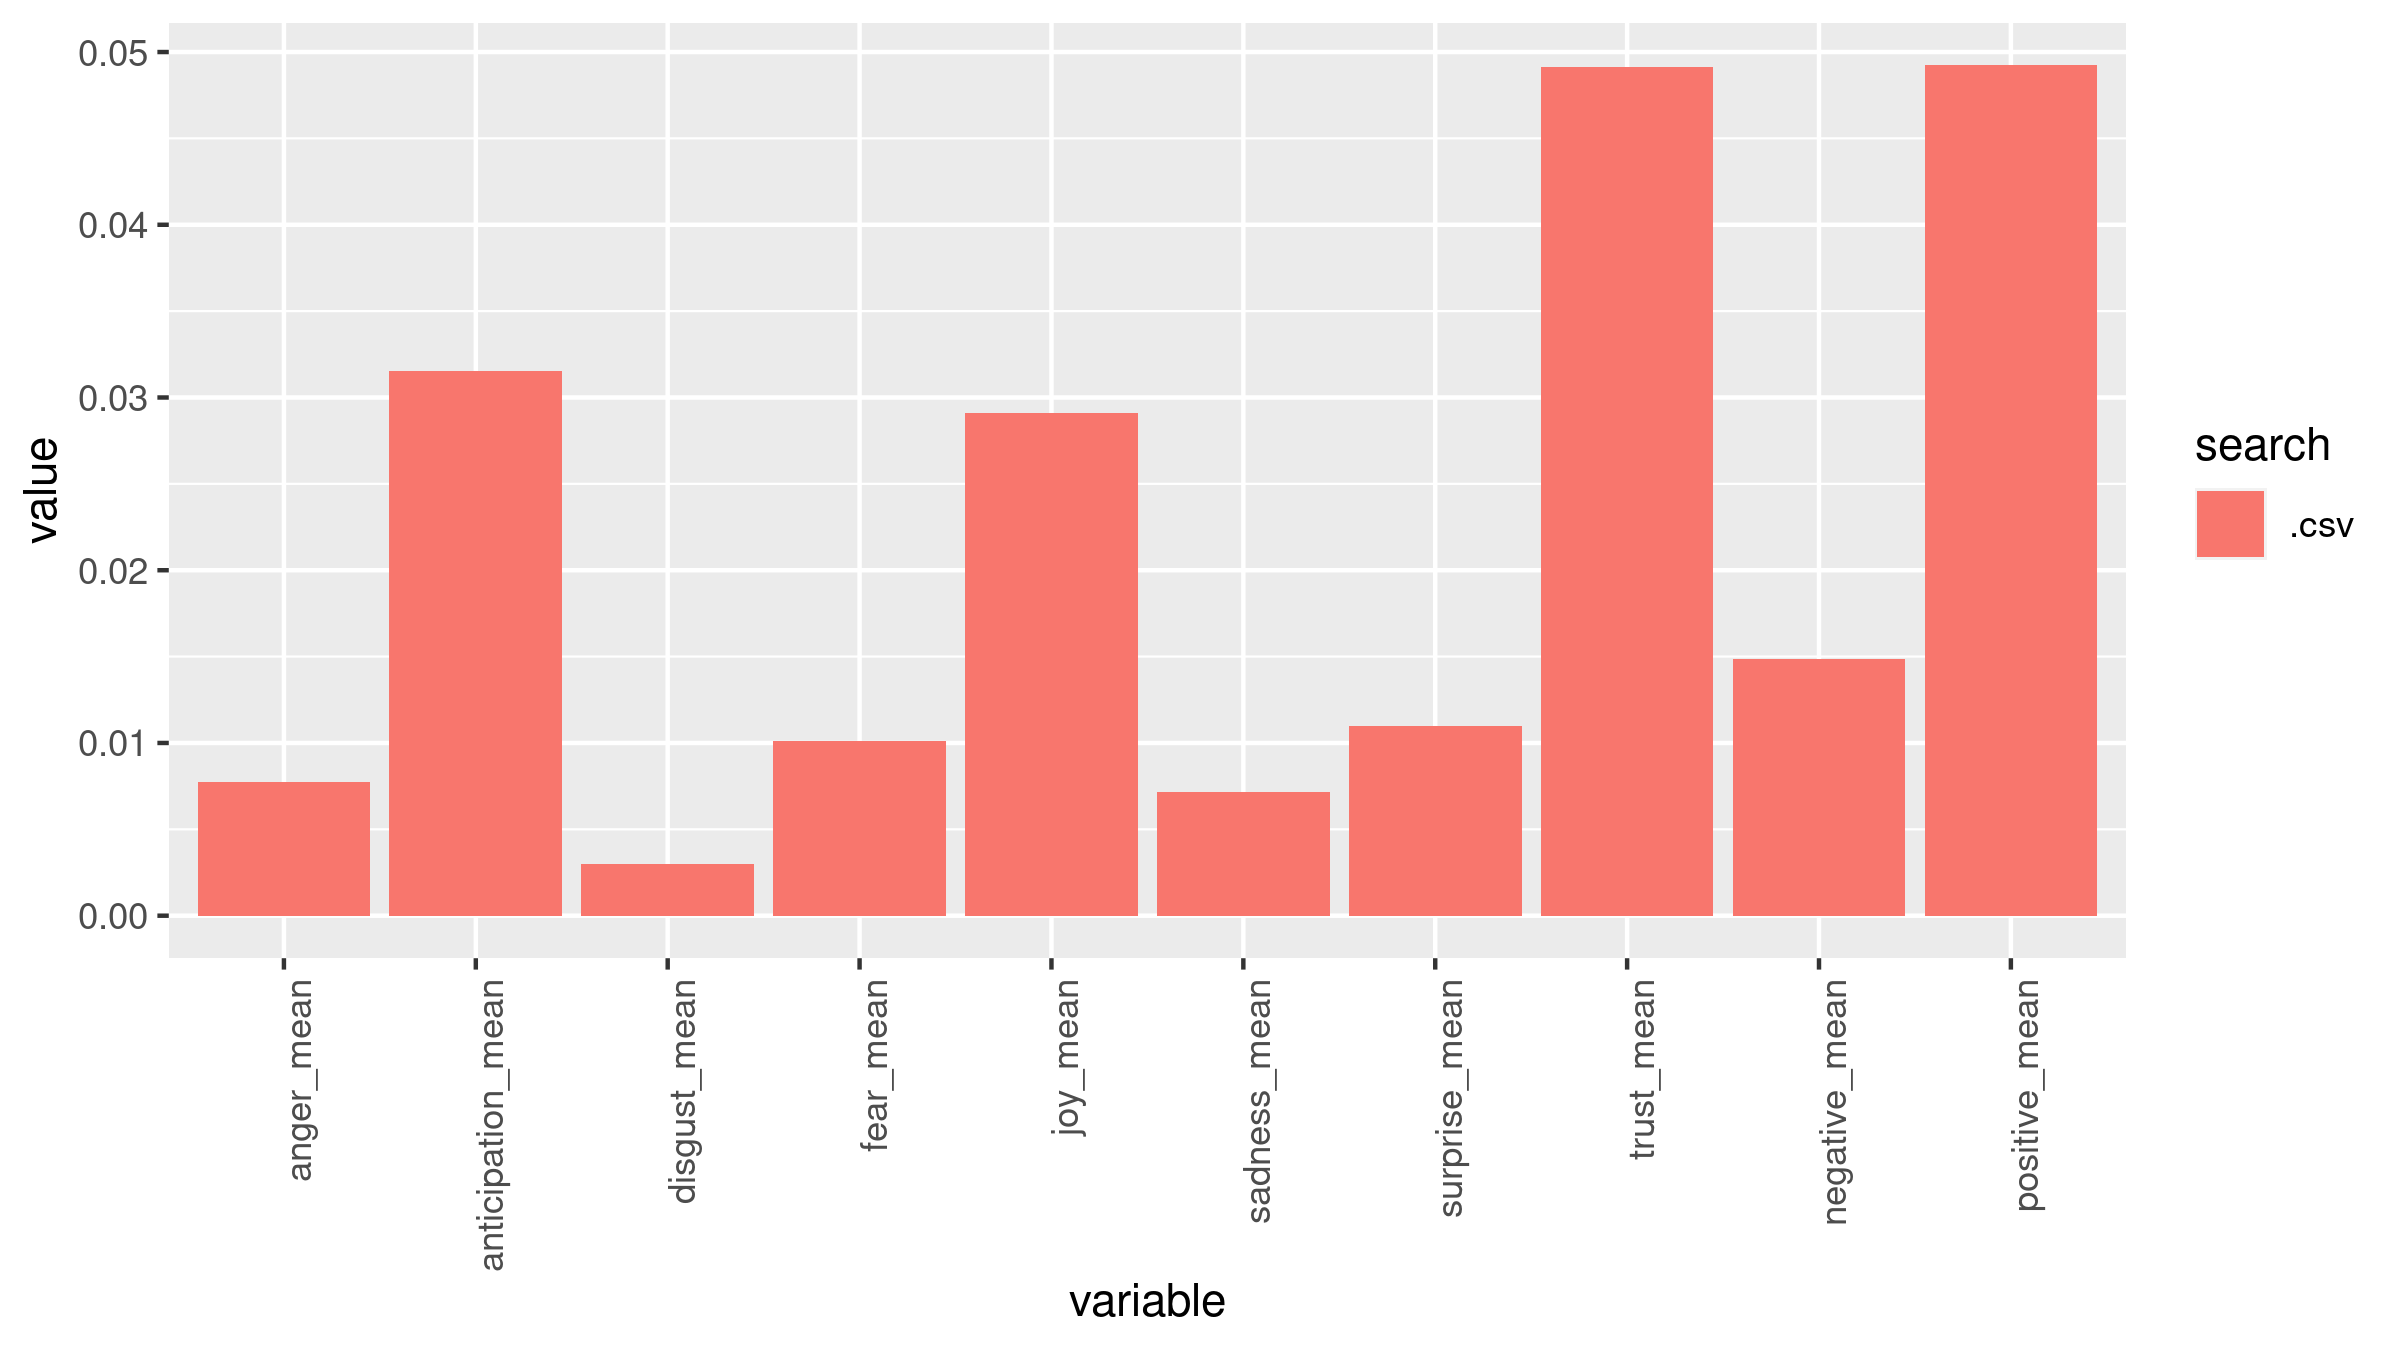 0.05
0.04
0.03
0.02
0.01
0.00
value
anger_mean
anticipation_mean
disgust_mean
fear_mean
joy_mean
sadness_mean
surprise_mean
trust_mean
negative_mean
positive_mean
variable
search
.csv